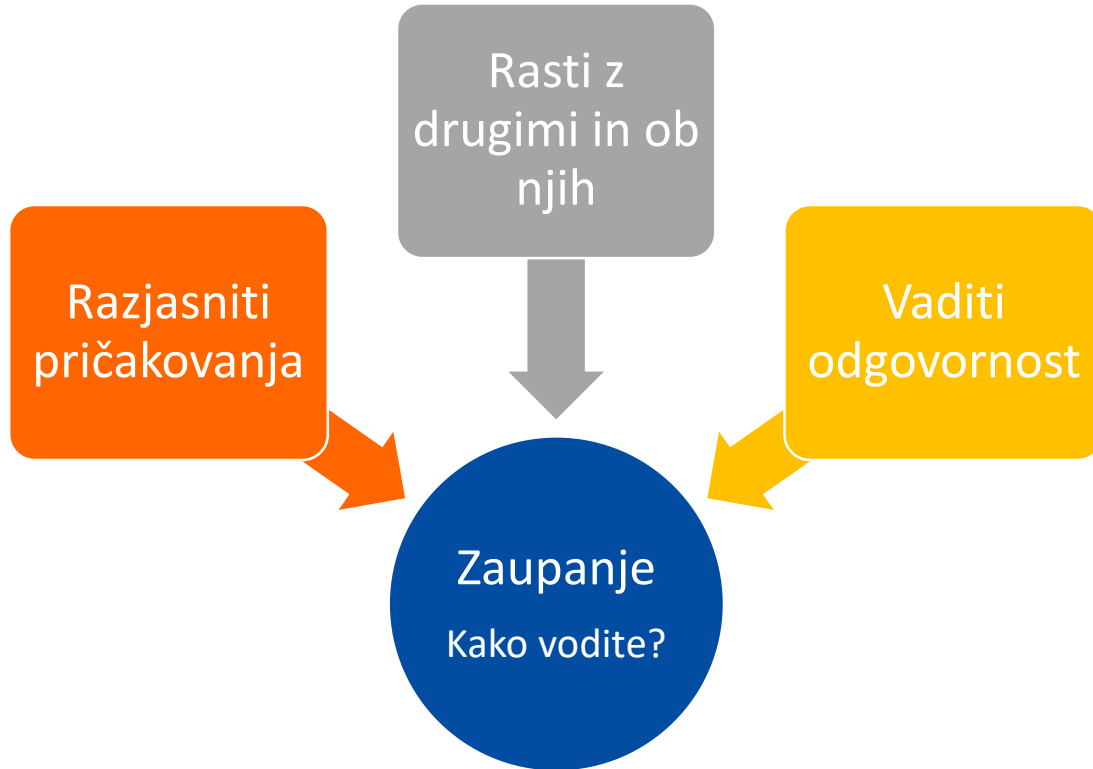 Rasti z
drugimi in ob
njih
Razjasniti
pričakovanja
Vaditi
odgovornost
Zaupanje
Kako vodite?